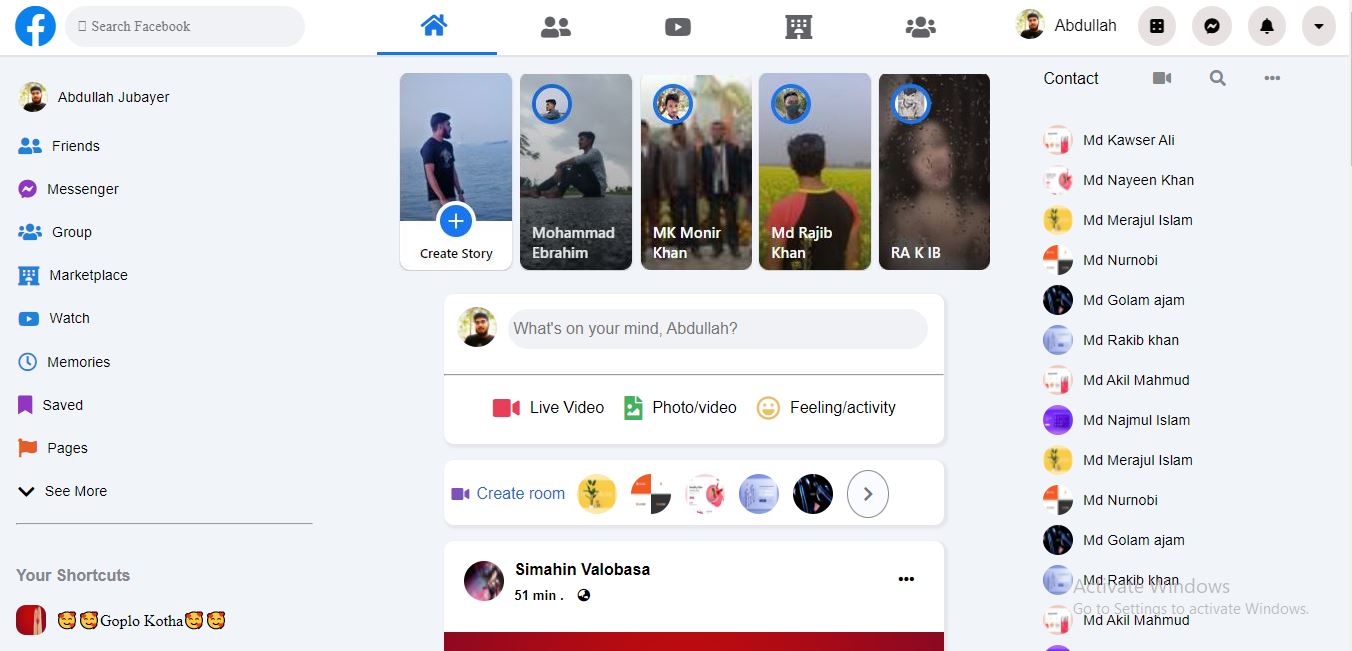 Search Facebook
Abdullah
Abdullah Jubayer
Friends
Messenger
Group
Marketplace
Watch
Memories
Saved
Pages
See More
Your Shortcuts
🥰🥰Goplo Kotha🥰🥰
Create Story
Mohammad
Ebrahim
MK Monir
Khan
Md Rajib
Khan
RA K IB
What's on your mind, Abdullah?
Live Video
Photo/video
Feeling/activity
Create room
Simahin Valobasa
51 min .
Contact
Md Kawser Ali
Md Nayeen Khan
Md Merajul Islam
Md Nurnobi
Md Golam ajam
Md Rakib khan
Md Akil Mahmud
Md Najmul Islam
Md Merajul Islam
Md Nurnobi
Md Golam ajam
Md Rakib khan
Md Akil Mahmud
Activate Windows
Go to Settings to activate Windows.